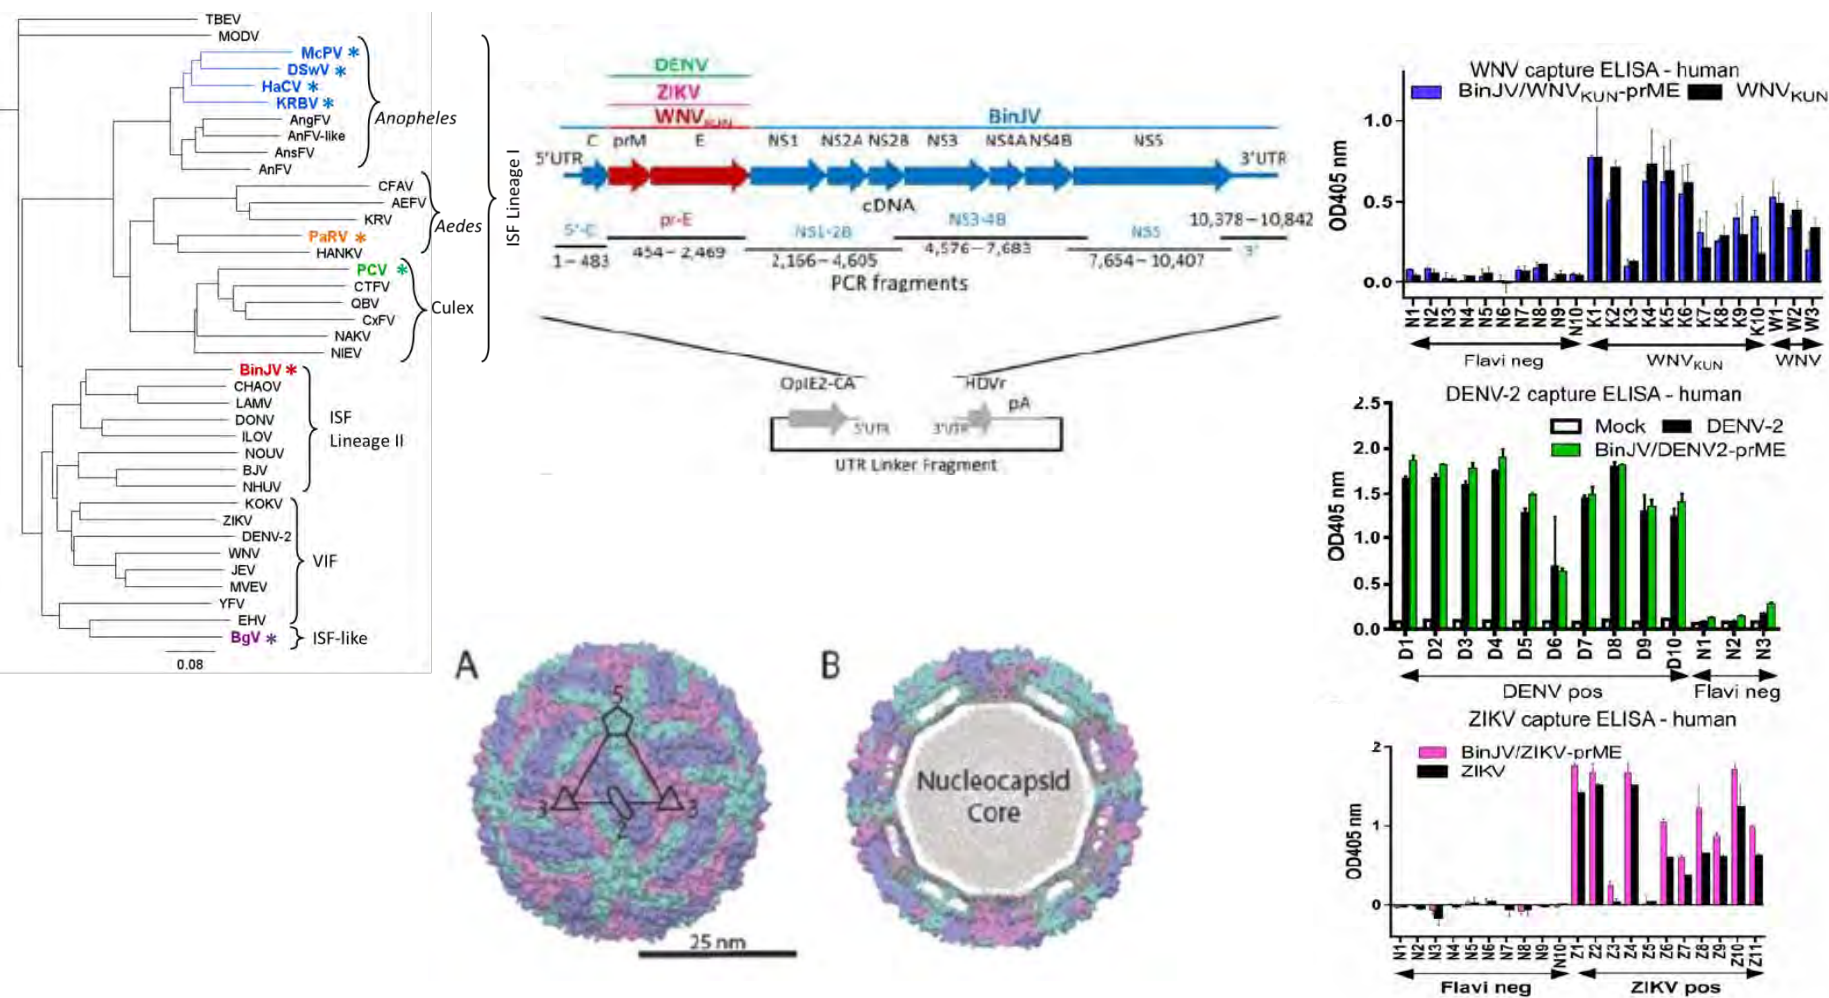 TBEV
MODV
McPV *
DSwV *
HaCV *
KRBV *
AngFV
AnFV-like
AnsFV
AnFV
Anopheles
CFAV
AEFV
KRV
PaRV *
HANKV
Aedes
PCV *
CTFV
QBV
CxFV
NAKV
NIEV
Culex
ISF Lineage I
BinJV *
CHAOV
LAMV
DONV
ILOV
NOUV
BJV
NHUV
ISF
Lineage II
KOKV
ZIKV
DENV-2
WNV
JEV
MVEV
YFV
EHV
VIF
BgV *
ISF-like
0.08
DENV
ZIKV
WNVKUN
BinJV
C prM E NS1 NS2A NS2B NS3 NS4A NS4B NS5
5'UTR
3'UTR
cDNA
5'-C pr-E NS1-2B NS3-4B NS5 3'
1–483 454–2,469 2,166–4,605 4,576–7,683 7,654–10,407 10,378–10,842
PCR fragments
OpIE2-CA HDVr
pA
5'UTR 3'UTR
UTR Linker Fragment
A
5
3 2 3
25 nm
B
Nucleocapsid
Core
WNV capture ELISA - human
BinJV/WNVKUN-prME WNVKUN
OD405 nm
1.0
0.5
0.0
N1 N2 N3 N4 N5 N6 N7 N8 N9 N10 K1 K2 K3 K4 K5 K6 K7 K8 K9 K10 W1 W2 W3
Flavi neg WNVKUN WNV
DENV-2 capture ELISA - human
Mock DENV-2
BinJV/DENV2-prME
OD405 nm
2.5
2.0
1.5
1.0
0.5
0.0
D1 D2 D3 D4 D5 D6 D7 D8 D9 D10 N1 N2 N3
DENV pos Flavi neg
ZIKV capture ELISA - human
BinJV/ZIKV-prME
ZIKV
OD405 nm
2
1
0
N1 N2 N3 N4 N5 N6 N7 N8 N9 N10 Z1 Z2 Z3 Z4 Z5 Z6 Z7 Z8 Z9 Z10 Z11
Flavi neg ZIKV pos